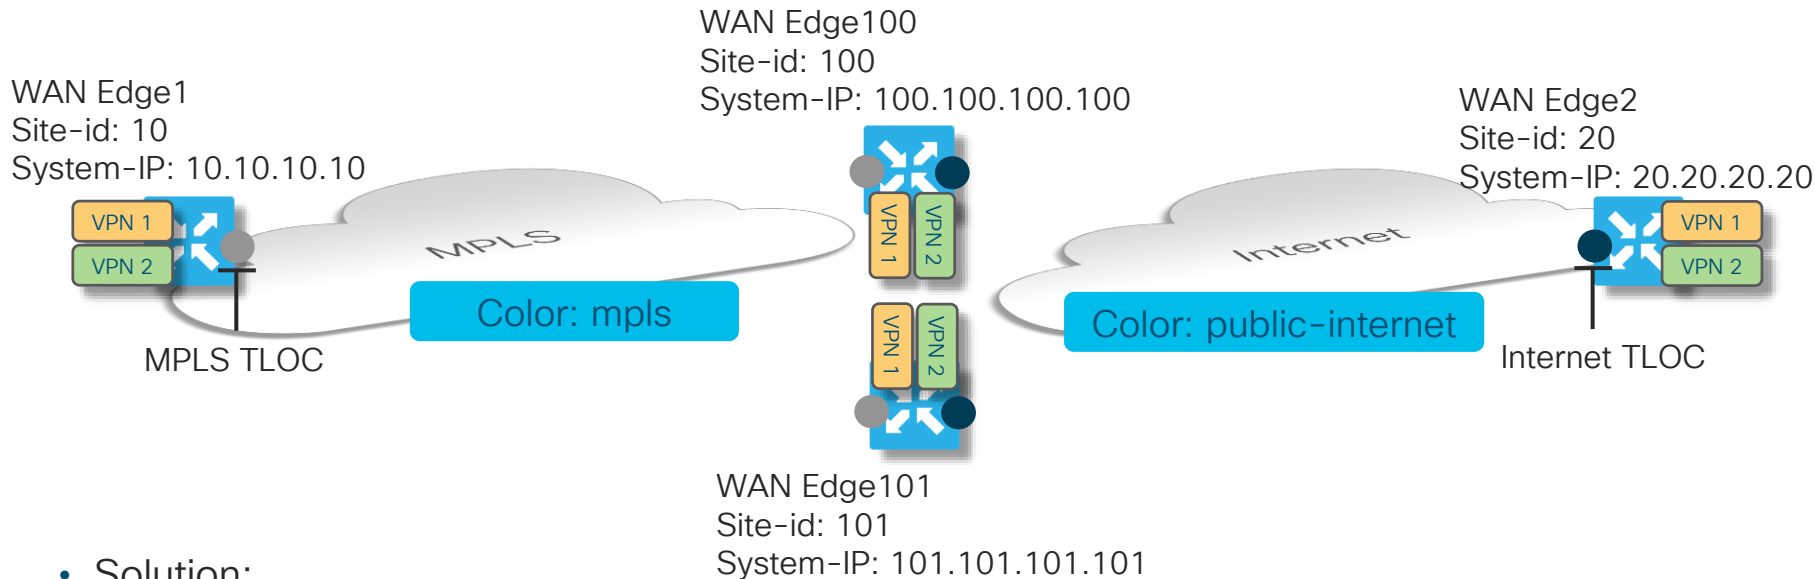 WAN Edge100
Site-id: 100
System-IP: 100.100.100.100
WAN Edge1
Site-id: 10
System-IP: 10.10.10.10
WAN Edge2
Site-id: 20
System-IP: 20.20.20.20
VPN 1
VPN 2
MPLS
VPN 1
VPN 2
Internet
VPN 1
VPN 2
Color: mpls
VPN 1
VPN 2
Color: public-internet
MPLS TLOC
Internet TLOC
WAN Edge101
Site-id: 101
System-IP: 101.101.101.101
• Solution: